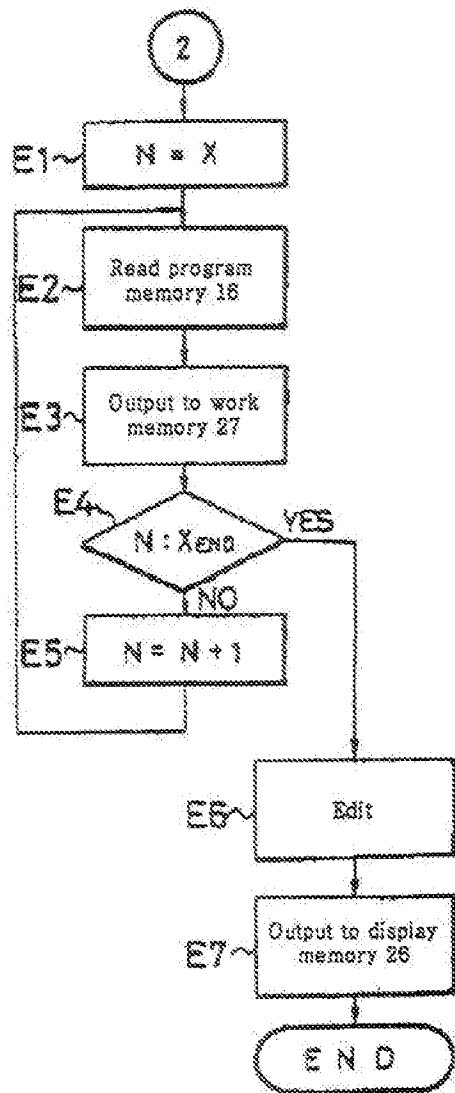 2
E1
N = X
E2
Read program
memory 16
E3
Output to work
memory 27
E4
N : XEND
YES
NO
E5
N = N + 1
E6
Edit
E7
Output to display
memory 26
END